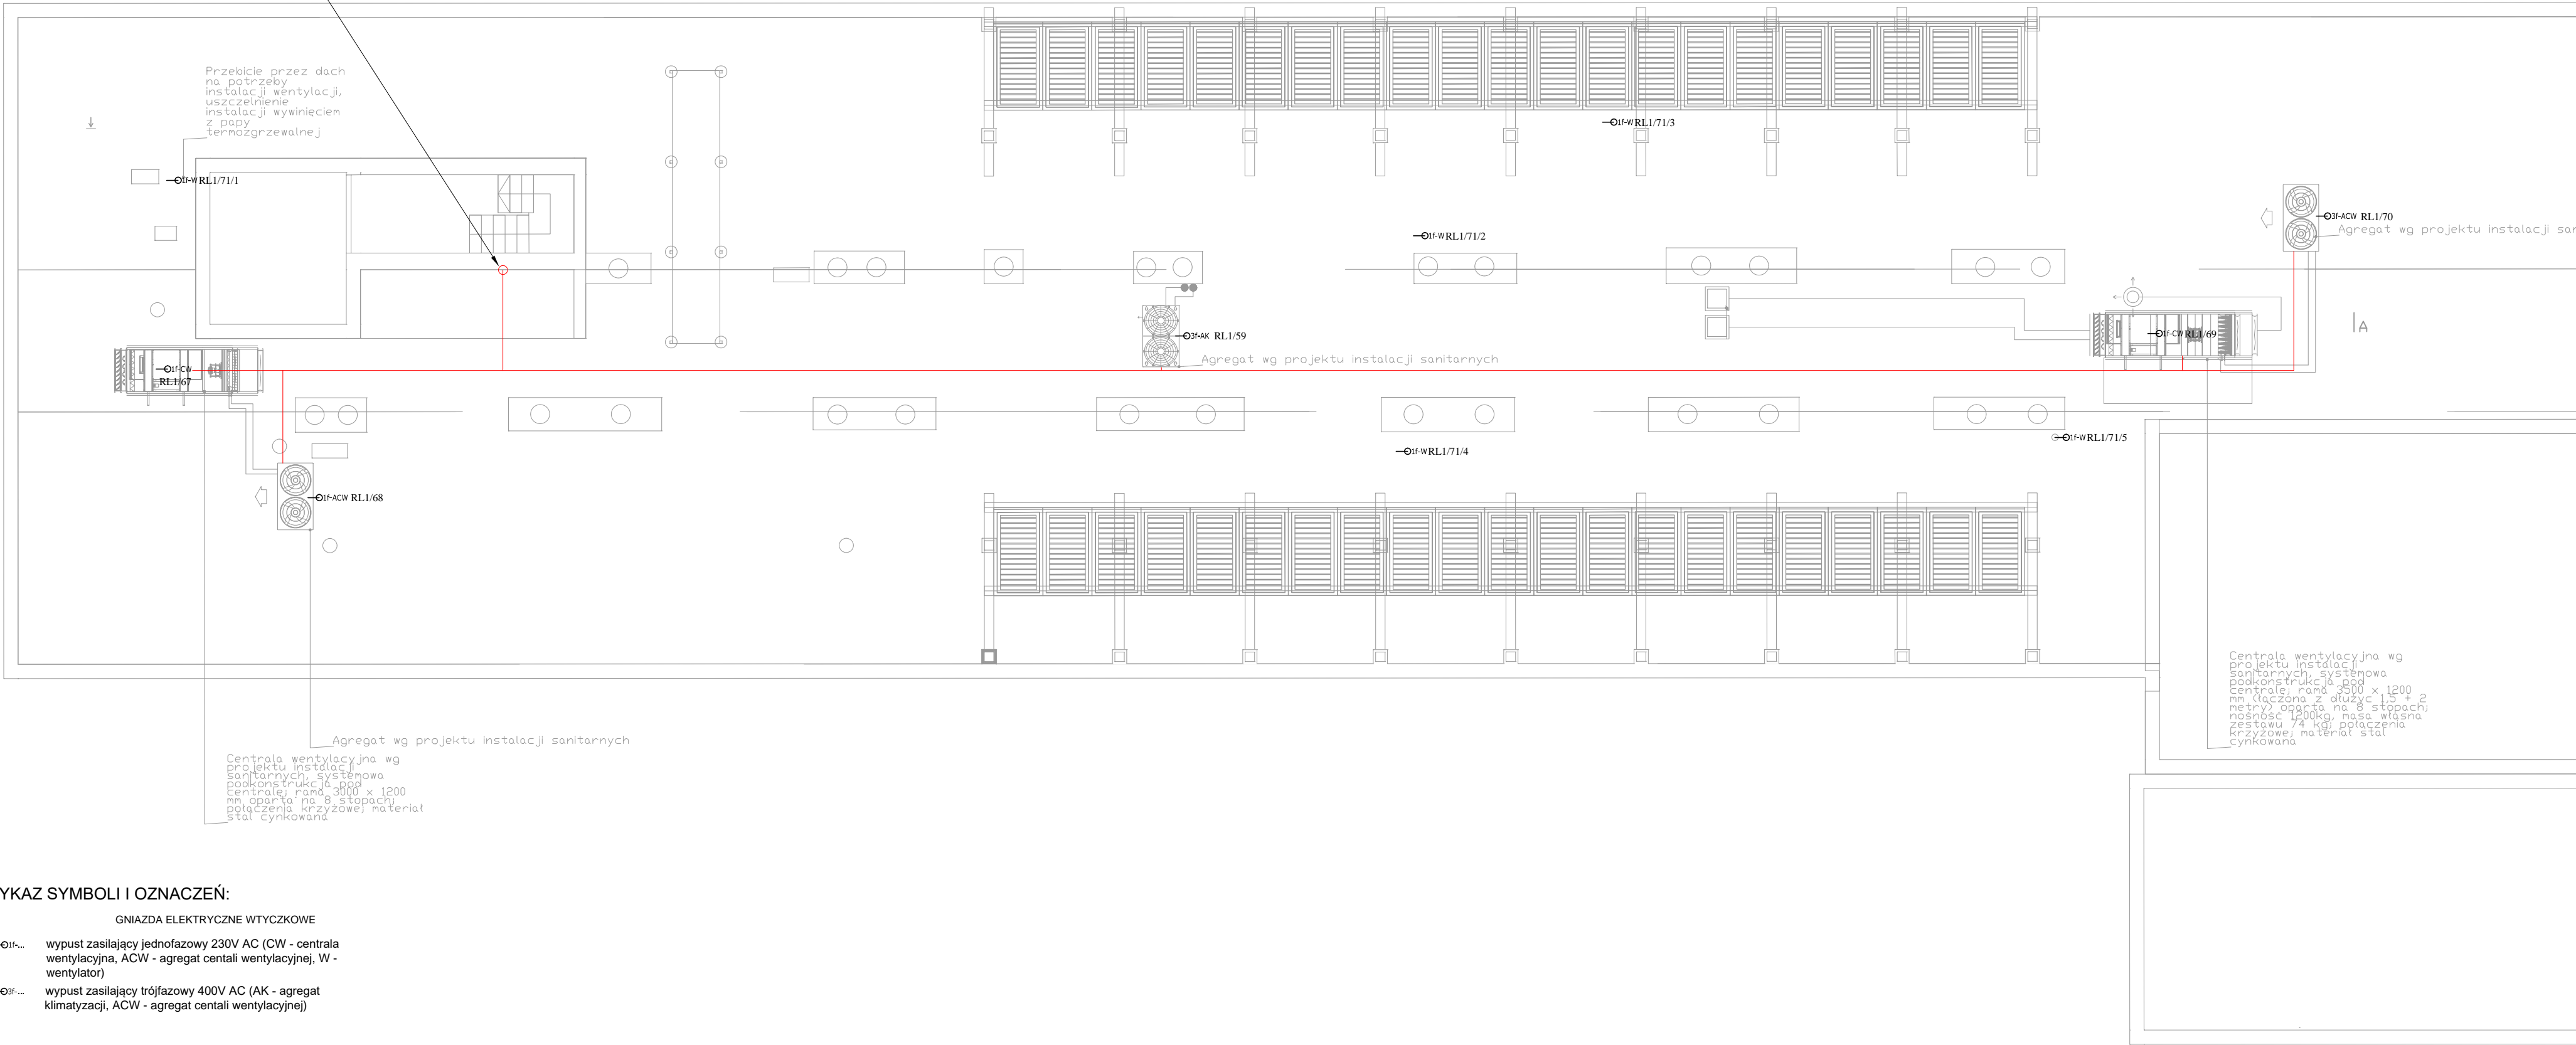 Przebicie przez dach
na potrzeby
instalacji wentylacji,
uszczelnienie
instalacji wywinięciem
z papy
termozgrzewalnej
1f-W RL1/71/1
1f-W RL1/71/3
1f-W RL1/71/2
3f-ACW RL1/70
Agregat wg projektu instalacji sa
3f-AK RL1/59
Agregat wg projektu instalacji sanitarnych
1f-CW RL1/69
A
1f-CW
RL1/67
1f-W RL1/71/4
1f-W RL1/71/5
1f-ACW RL1/68
Agregat wg projektu instalacji sanitarnych
Centrala wentylacyjna wg
projektu instalacji
sanitarnych, systemowa
podkonstrukcja pod
centralę; rama 3000 x 1200
mm oparta na 8 stopach;
połączenia krzyżowe; materiał
stal cynkowana
Centrala wentylacyjna wg
projektu instalacji
sanitarnych, systemowa
podkonstrukcja pod
centralę; rama 3500 x 1200
mm (łączona z dłużyc 1,5 + 2
metry) oparta na 8 stopach;
nośność 1200kg, masa własna
zestawu 74 kg; połączenia
krzyżowe; materiał stal
cynkowana
YKAZ SYMBOLI I OZNACZEŃ:
GNIAZDA ELEKTRYCZNE WTYCZKOWE
1f-... wypust zasilający jednofazowy 230V AC (CW - centrala
wentylacyjna, ACW - agregat centali wentylacyjnej, W -
wentylator)
3f-... wypust zasilający trójfazowy 400V AC (AK - agregat
klimatyzacji, ACW - agregat centali wentylacyjnej)